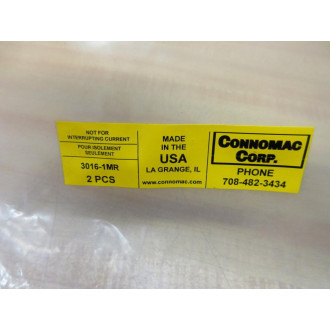 NOT FOR
INTERRUPTING CURRENT
POUR ISOLEMENT
SEULEMENT
3016-1MR
2 PCS
MADE
IN THE
USA
LA GRANGE, IL
www.connomac.com
CONNOMAC
CORP.
PHONE
708-482-3434